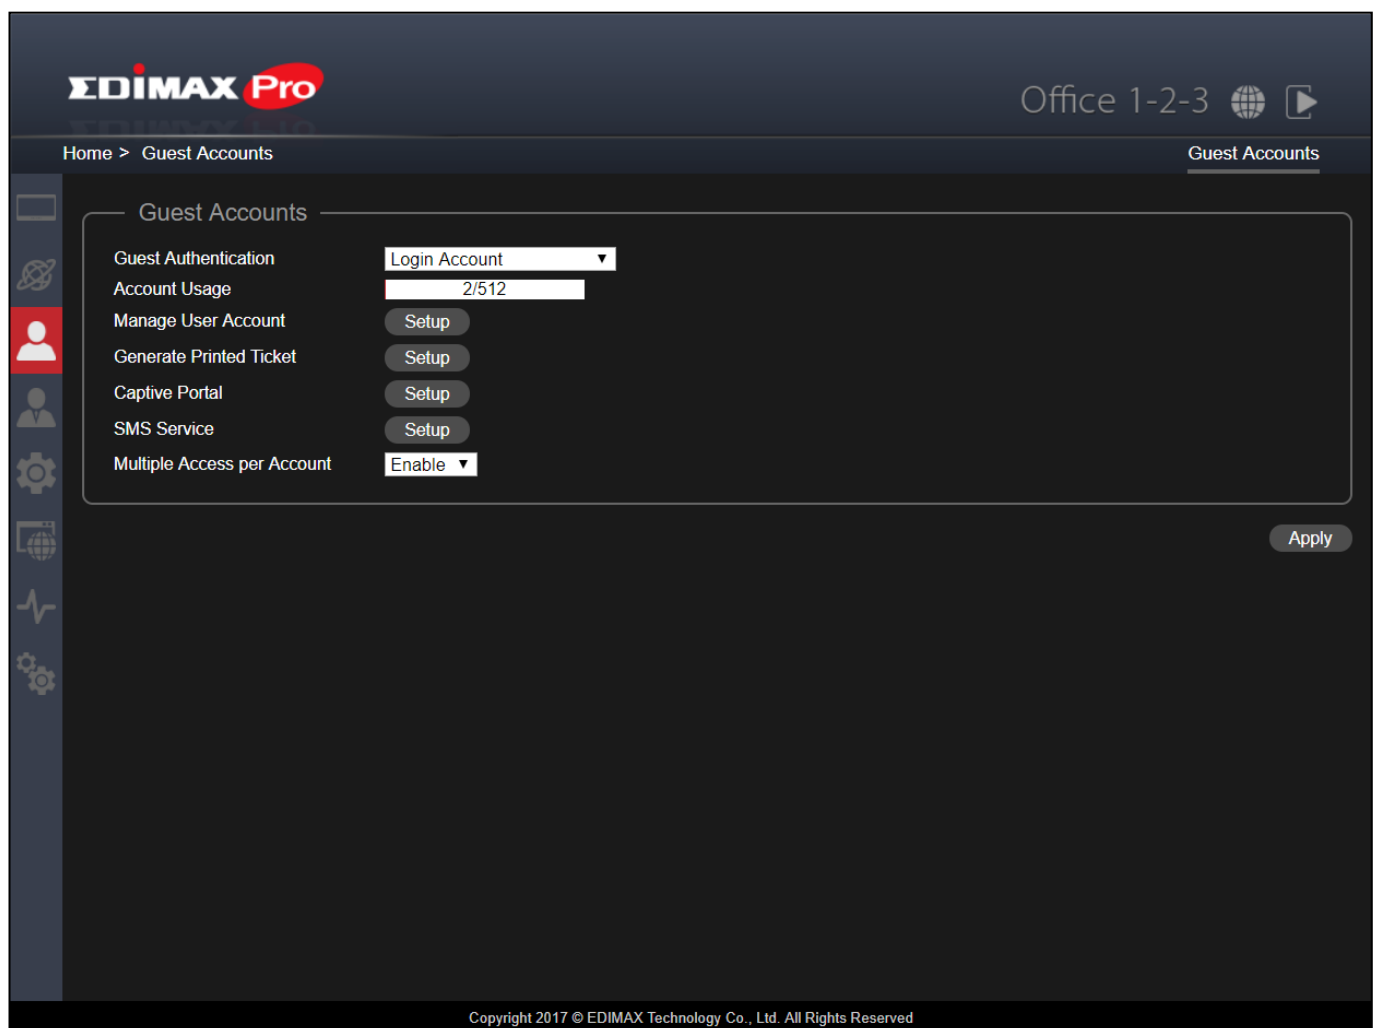 EDiMAX Pro
Office 1-2-3
Home > Guest Accounts
Guest Accounts
Guest Accounts
Guest Authentication Login Account
Account Usage 2/512
Manage User Account Setup
Generate Printed Ticket Setup
Captive Portal Setup
SMS Service Setup
Multiple Access per Account Enable
Apply
Copyright 2017 © EDIMAX Technology Co., Ltd. All Rights Reserved